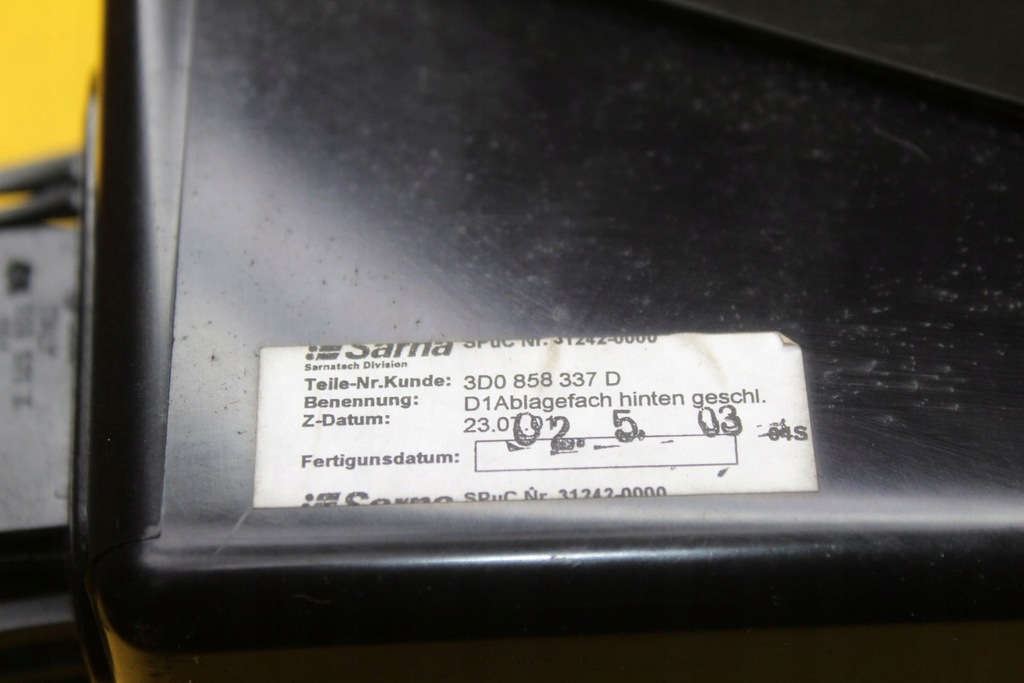 Sarna SPuC Nr. 31242-0000
Sarnatech Division
Teile-Nr.Kunde: 3D0 858 337 D
Benennung: D1Ablagefach hinten geschl.
Z-Datum: 23.0
02. 5. 03
Fertigunsdatum:
Sarna SPuC Nr. 31242-0000